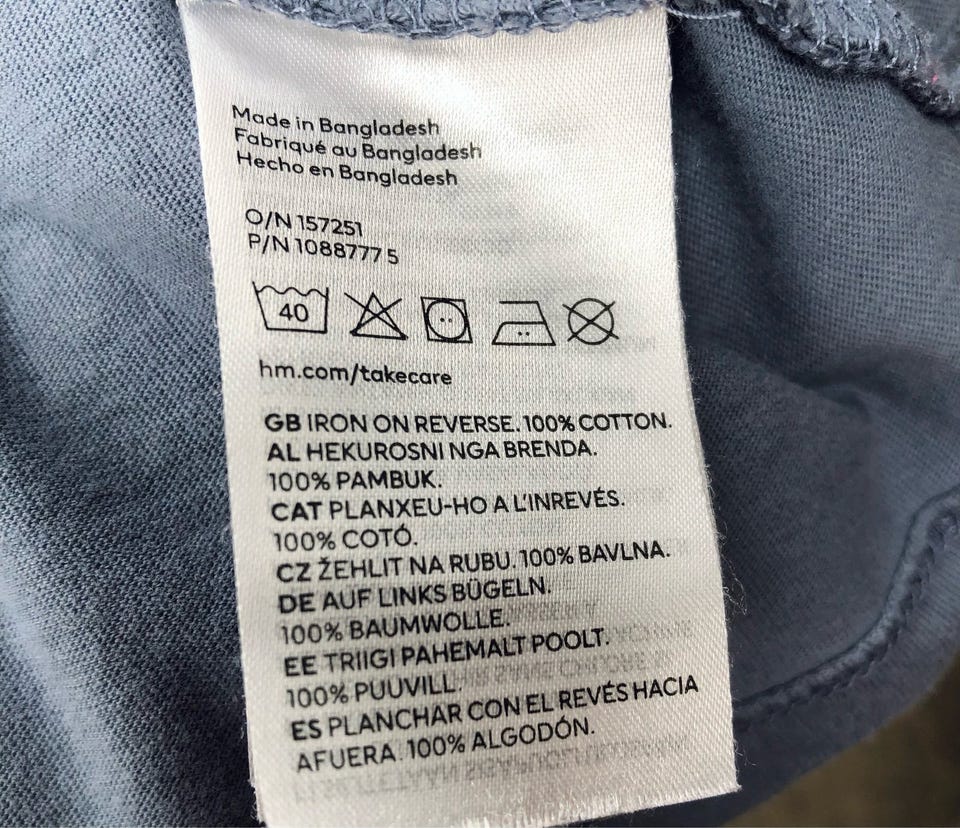 Made in Bangladesh
Fabriqué au Bangladesh
Hecho en Bangladesh
O/N 157251
P/N 1088777 5
40
hm.com/takecare
GB IRON ON REVERSE. 100% COTTON.
AL HEKUROSNI NGA BRENDA.
100% PAMBUK.
CAT PLANXEU-HO A L'INREVÉS.
100% COTÓ.
CZ ŽEHLIT NA RUBU. 100% BAVLNA.
DE AUF LINKS BÜGELN.
100% BAUMWOLLE.
EE TRIIGI PAHEMALT POOLT.
100% PUUVILL.
ES PLANCHAR CON EL REVÉS HACIA
AFUERA. 100% ALGODÓN.